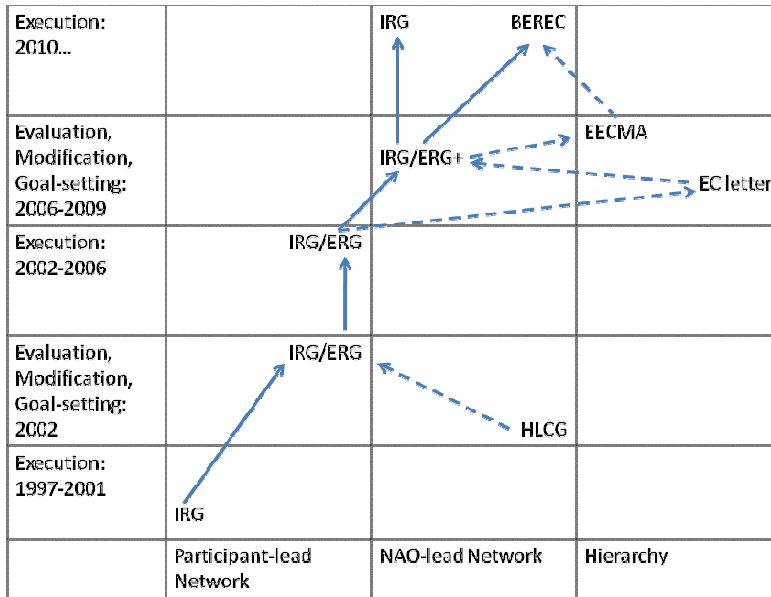 Execution:
2010...
IRG
BEREC
Evaluation,
Modification,
Goal-setting:
2006-2009
IRG/ERG+
EECMA
EC letter
Execution:
2002-2006
IRG/ERG
Evaluation,
Modification,
Goal-setting:
2002
IRG/ERG
HLCG
Execution:
1997-2001
IRG
Participant-lead
Network
NAO-lead Network
Hierarchy